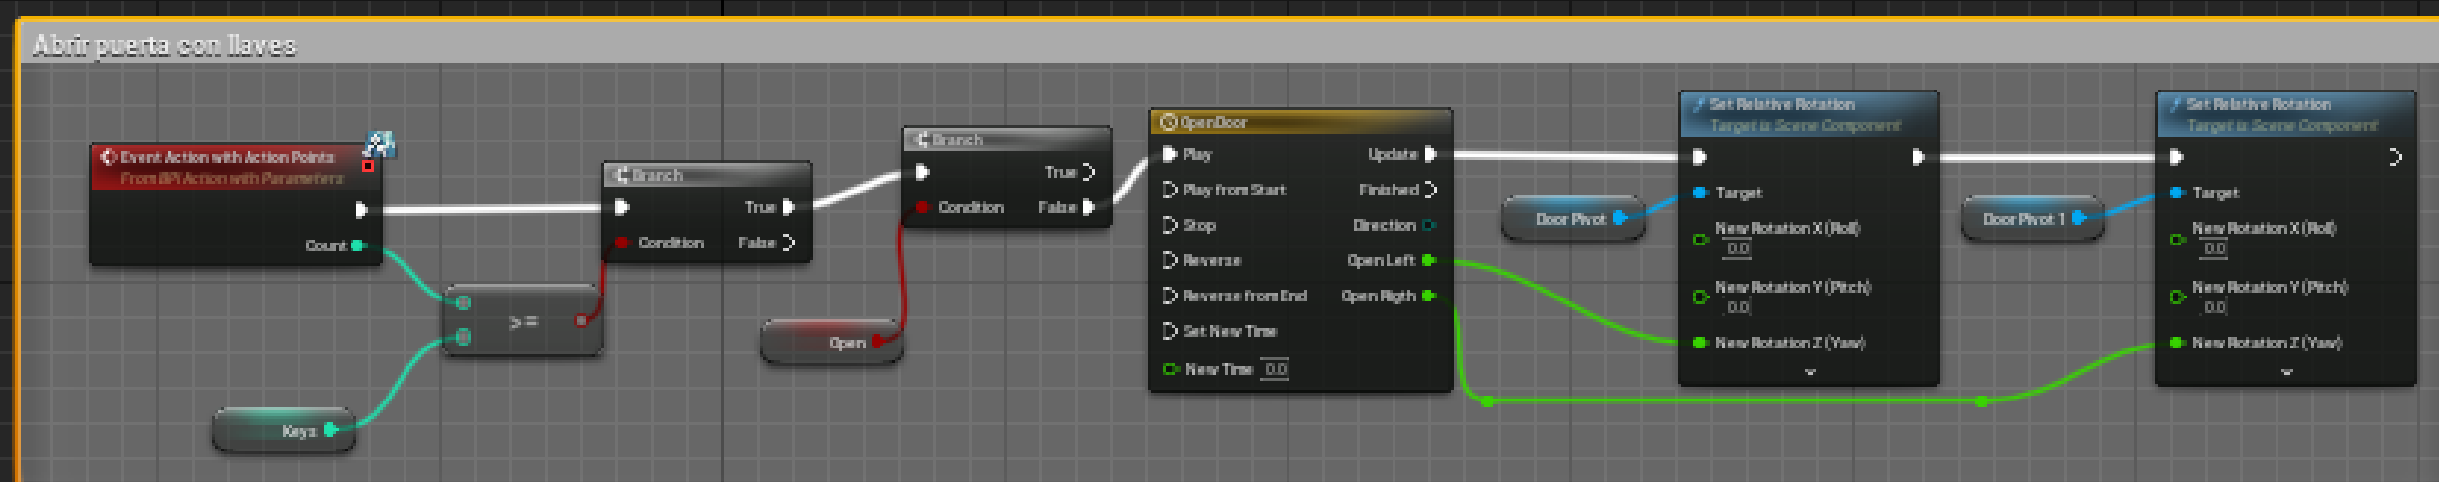 Abrir puerta con llaves
Event Action with Action Points
From BPI Action with Parameters
Count
Keys
>=
Branch
Condition
True
False
Open
Branch
Condition
True
False
OpenDoor
Play
Play from Start
Stop
Reverse
Reverse from End
Set New Time
New Time 0.0
Update
Finished
Direction
Open Left
Open Rigth
Door Pivot
Set Relative Rotation
Target is Scene Component
Target
New Rotation X (Roll)
0.0
New Rotation Y (Pitch)
0.0
New Rotation Z (Yaw)
Door Pivot 1
Set Relative Rotation
Target is Scene Component
Target
New Rotation X (Roll)
0.0
New Rotation Y (Pitch)
0.0
New Rotation Z (Yaw)